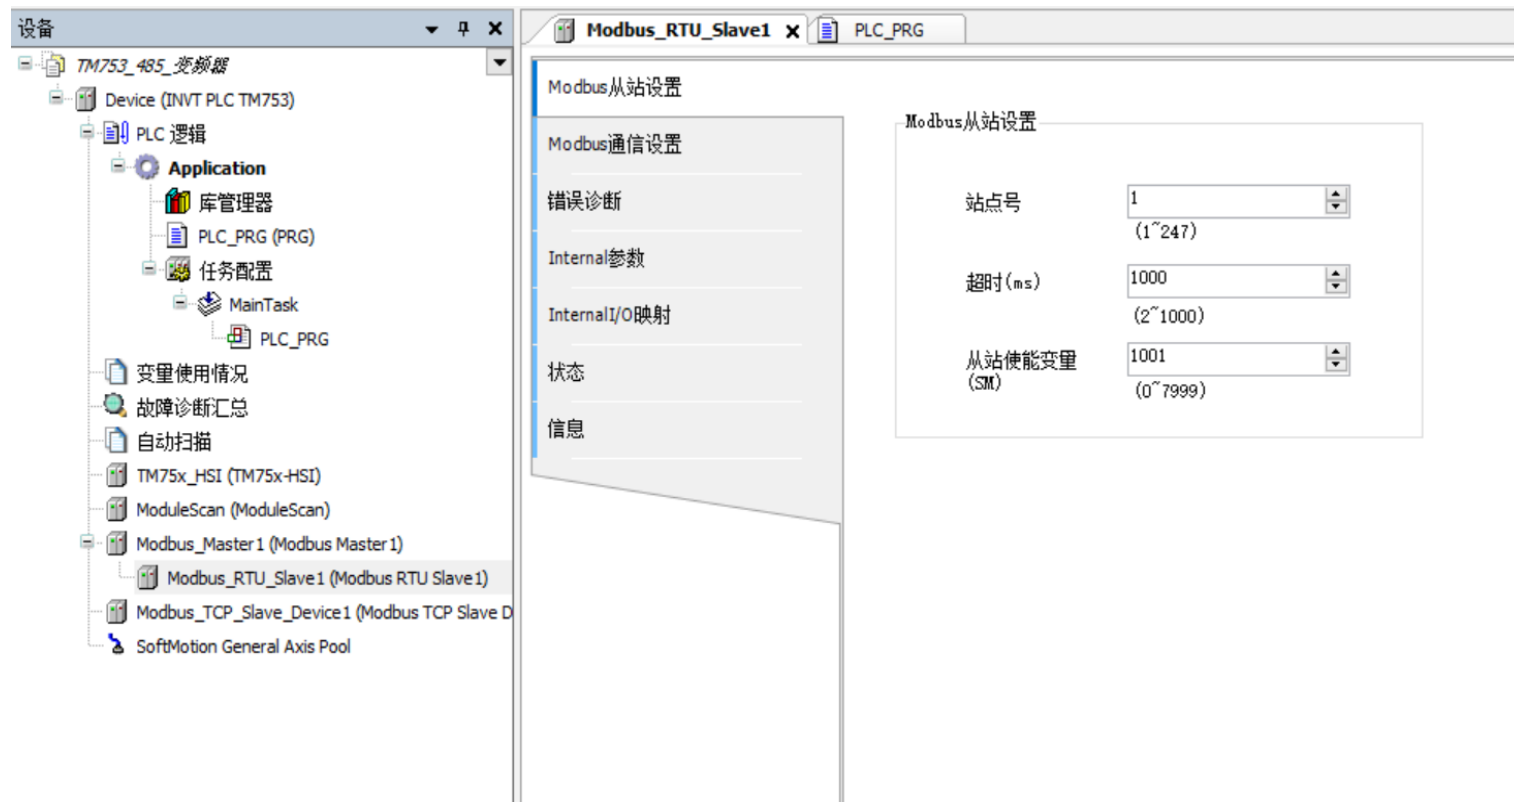 设备
TM753_485_变频器
Device (INVT PLC TM753)
PLC 逻辑
Application
库管理器
PLC_PRG (PRG)
任务配置
MainTask
PLC_PRG
变量使用情况
故障诊断汇总
自动扫描
TM75x_HSI (TM75x-HSI)
ModuleScan (ModuleScan)
Modbus_Master1 (Modbus Master1)
Modbus_RTU_Slave1 (Modbus RTU Slave1)
Modbus_TCP_Slave_Device1 (Modbus TCP Slave D
SoftMotion General Axis Pool
Modbus_RTU_Slave1
PLC_PRG
Modbus从站设置
Modbus通信设置
错误诊断
Internal参数
InternalI/O映射
状态
信息
Modbus从站设置
站点号
1
(1~247)
超时(ms)
1000
(2~1000)
从站使能变量
(SM)
1001
(0~7999)